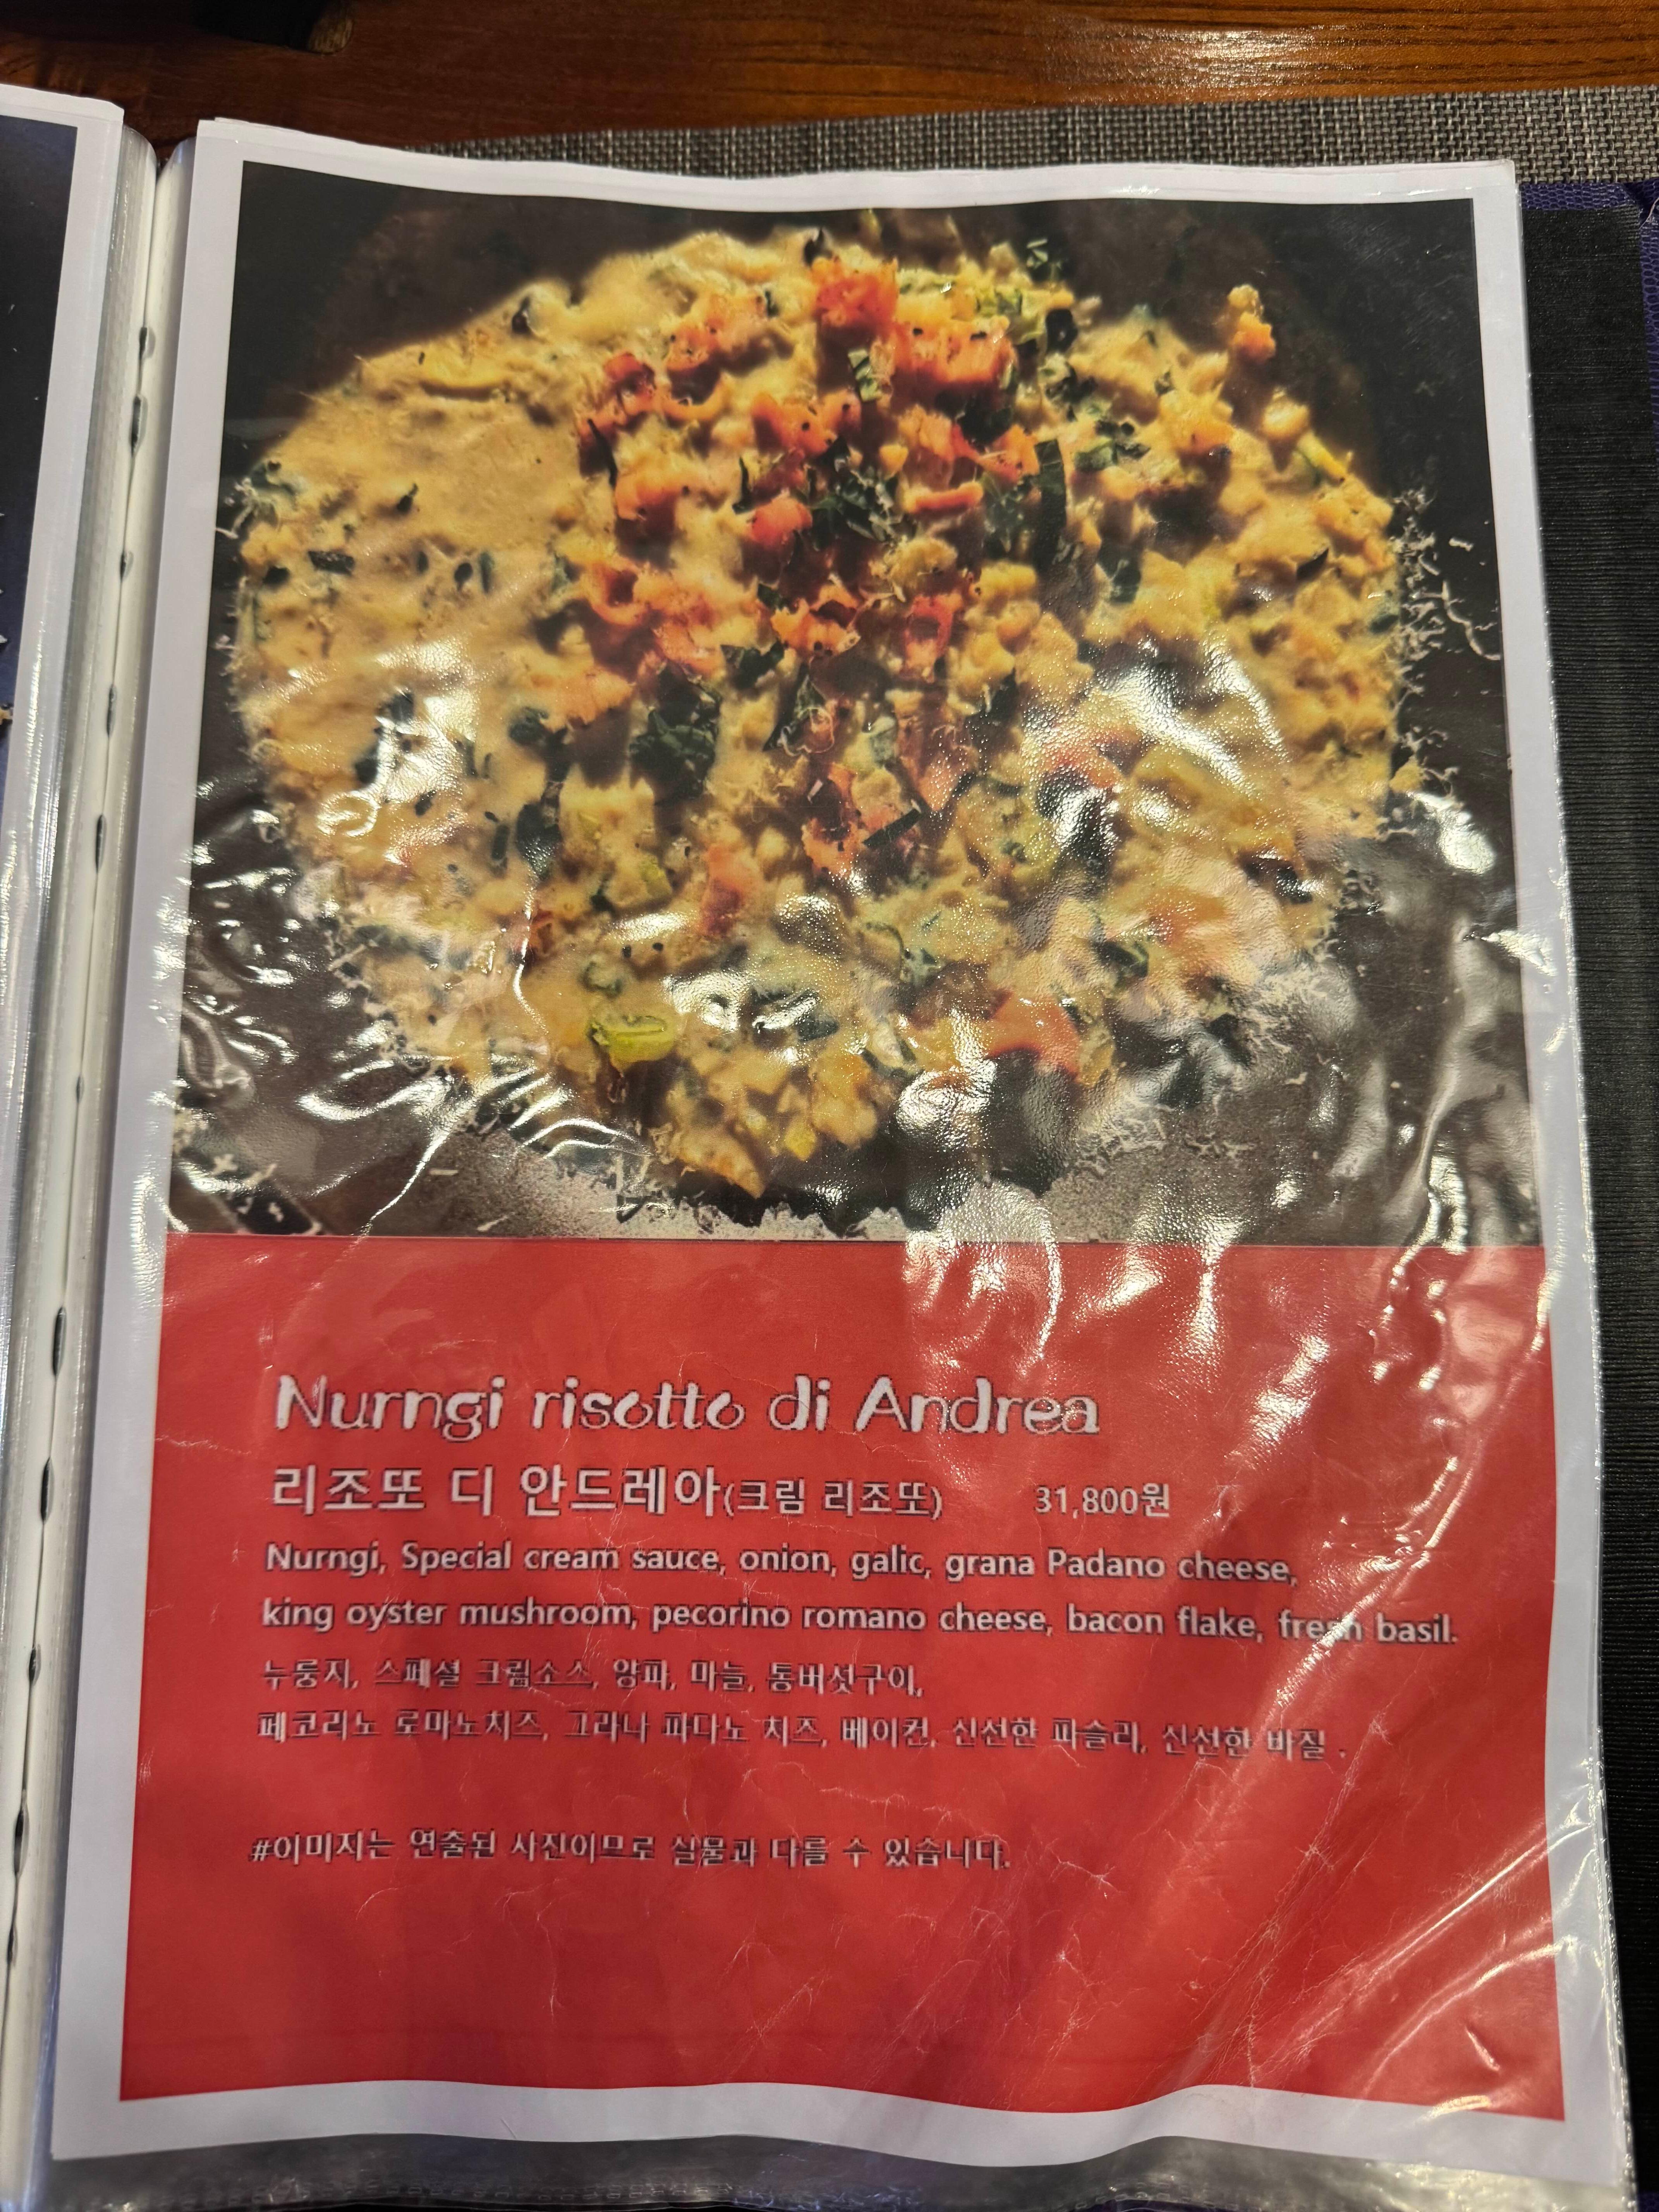 Nurngi risotto di Andrea
리조또 디 안드레아(크림 리조또) 31,800원
Nurngi, Special cream sauce, onion, galic, grana Padano cheese,
king oyster mushroom, pecorino romano cheese, bacon flake, fresh basil.
누룽지, 스페셜 크림소스, 양파, 마늘, 통버섯구이,
페코리노 로마노치즈, 그라나 파다노 치즈, 베이컨, 신선한 파슬리, 신선한 바질 .
#이미지는 연출된 사진이므로 실물과 다를 수 있습니다.